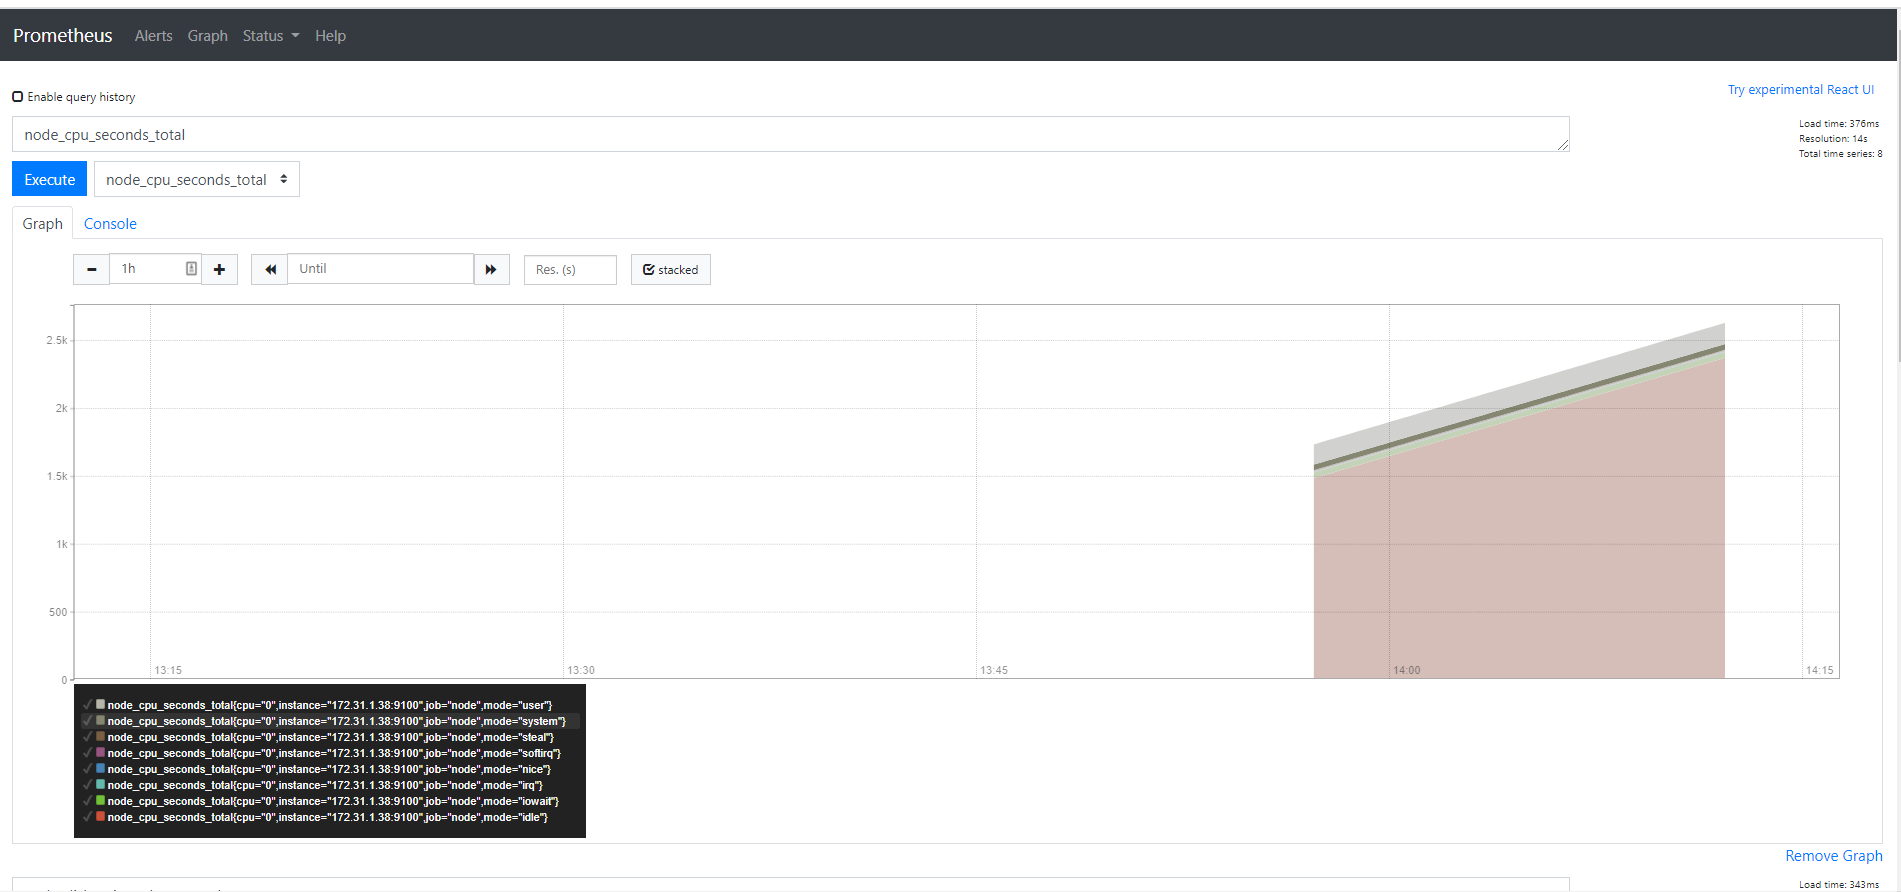 Prometheus Alerts Graph Status Help
Enable query history
Try experimental React UI
node_cpu_seconds_total
Load time: 376ms
Resolution: 14s
Total time series: 8
Execute node_cpu_seconds_total
Graph Console
1h Until Res. (s) stacked
2.5k
2k
1.5k
1k
500
0
13:15 13:30 13:45 14:00 14:15
node_cpu_seconds_total{cpu="0",instance="172.31.1.38:9100",job="node",mode="user"}
node_cpu_seconds_total{cpu="0",instance="172.31.1.38:9100",job="node",mode="system"}
node_cpu_seconds_total{cpu="0",instance="172.31.1.38:9100",job="node",mode="steal"}
node_cpu_seconds_total{cpu="0",instance="172.31.1.38:9100",job="node",mode="softirq"}
node_cpu_seconds_total{cpu="0",instance="172.31.1.38:9100",job="node",mode="nice"}
node_cpu_seconds_total{cpu="0",instance="172.31.1.38:9100",job="node",mode="irq"}
node_cpu_seconds_total{cpu="0",instance="172.31.1.38:9100",job="node",mode="iowait"}
node_cpu_seconds_total{cpu="0",instance="172.31.1.38:9100",job="node",mode="idle"}
Remove Graph
Load time: 343ms